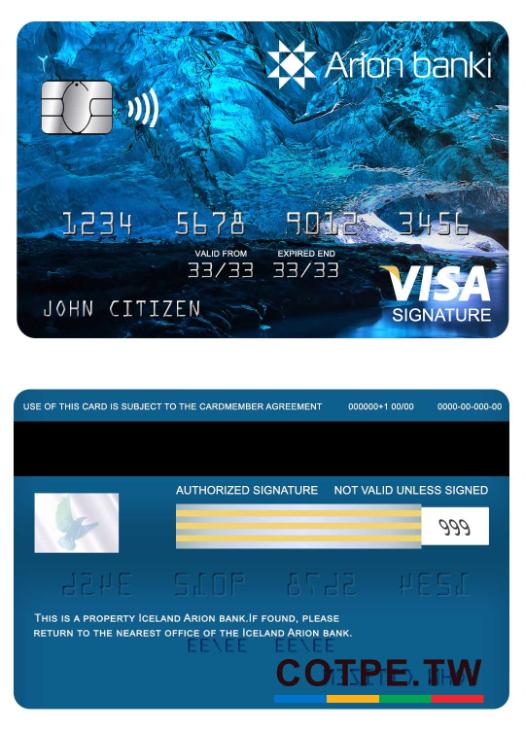 Arion banki
1234 5678 9012 3456
VALID FROM EXPIRED END
33/33 33/33
VISA
JOHN CITIZEN
SIGNATURE
USE OF THIS CARD IS SUBJECT TO THE CARDMEMBER AGREEMENT 000000+1 00/00 0000-00-000-00
AUTHORIZED SIGNATURE NOT VALID UNLESS SIGNED
999
THIS IS A PROPERTY ICELAND ARION BANK.IF FOUND, PLEASE
RETURN TO THE NEAREST OFFICE OF THE ICELAND ARION BANK.
COTPE.TW